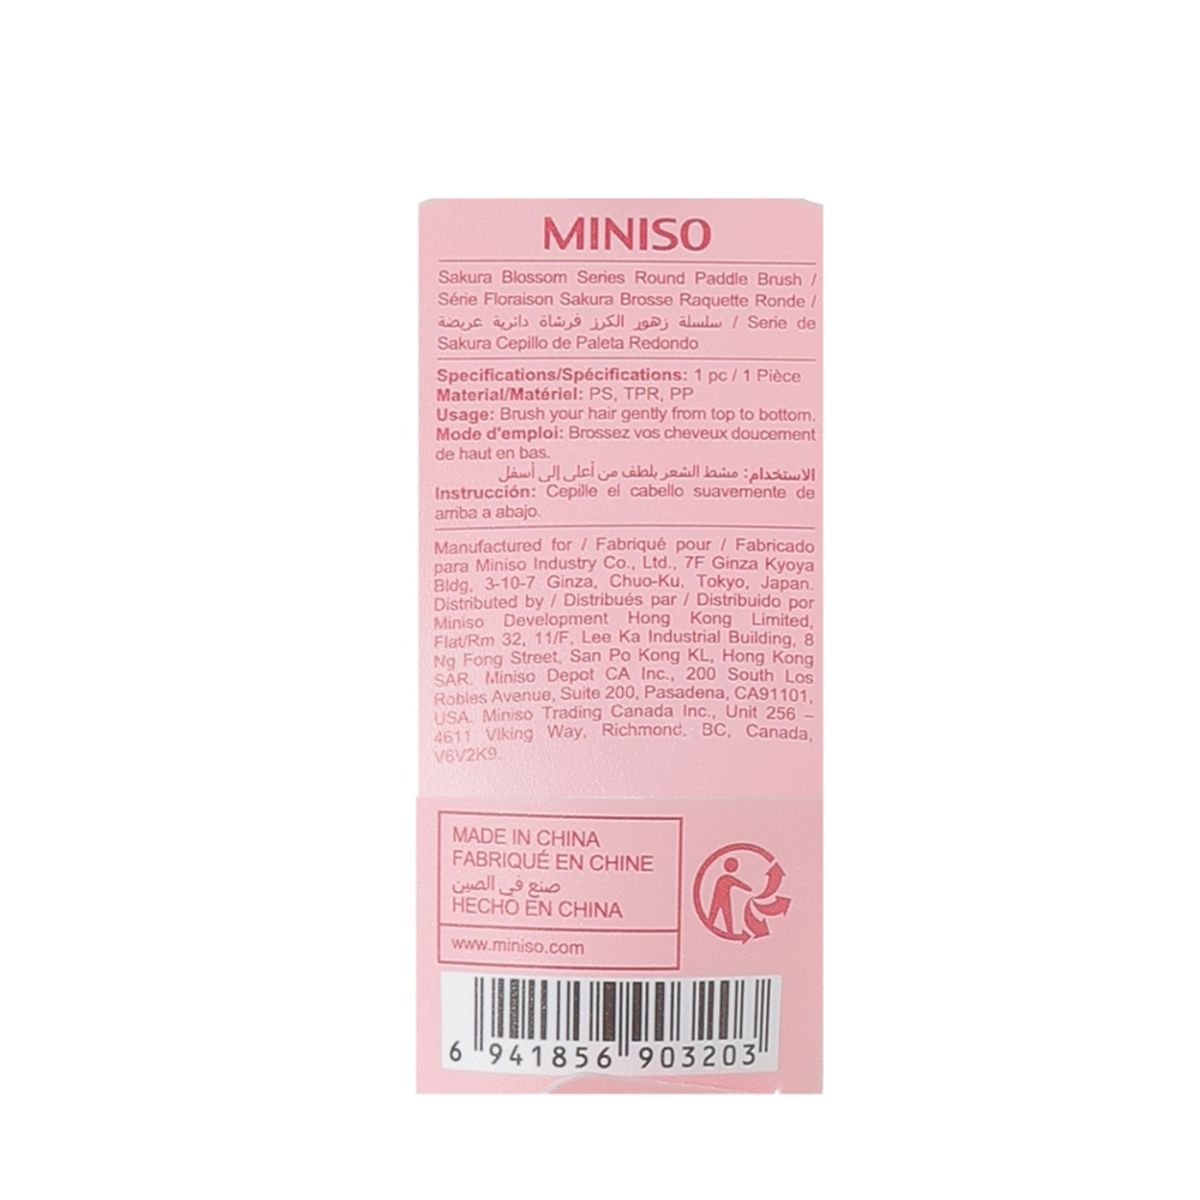 MINISO
Sakura Blossom Series Round Paddle Brush /
Série Floraison Sakura Brosse Raquette Ronde /
سلسلة زهور الكرز فرشاة دائرية عريضة / Serie de
Sakura Cepillo de Paleta Redondo
Specifications/Spécifications: 1 pc / 1 Pièce
Material/Matériel: PS, TPR, PP
Usage: Brush your hair gently from top to bottom.
Mode d'emploi: Brossez vos cheveux doucement
de haut en bas.
الاستخدام: مشط الشعر بلطف من أعلى إلى أسفل
Instrucción: Cepille el cabello suavemente de
arriba a abajo.
Manufactured for / Fabriqué pour / Fabricado
para Miniso Industry Co., Ltd., 7F Ginza Kyoya
Bldg, 3-10-7 Ginza, Chuo-Ku, Tokyo, Japan.
Distributed by / Distribués par / Distribuido por
Miniso Development Hong Kong Limited,
Flat/Rm 32, 11/F, Lee Ka Industrial Building, 8
Ng Fong Street, San Po Kong KL, Hong Kong
SAR. Miniso Depot CA Inc., 200 South Los
Robles Avenue, Suite 200, Pasadena, CA91101,
USA. Miniso Trading Canada Inc., Unit 256 –
4611 Viking Way, Richmond, BC, Canada,
V6V2K9.
MADE IN CHINA
FABRIQUÉ EN CHINE
صنع في الصين
HECHO EN CHINA
www.miniso.com
6 941856 903203